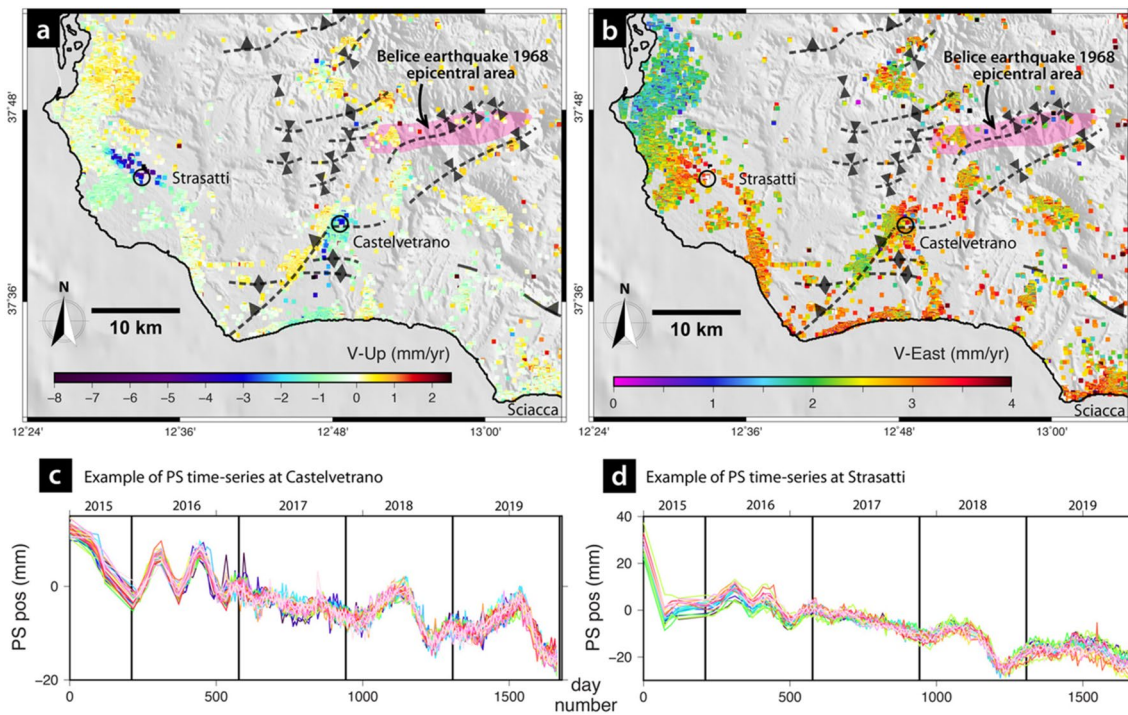 a
Belice earthquake 1968
epicentral area
37°48'
Strasatti
Castelvetrano
37°36'
N
10 km
V-Up (mm/yr)
−8 −7 −6 −5 −4 −3 −2 −1 0 1 2
Sciacca
12°24' 12°36' 12°48' 13°00'
b
Belice earthquake 1968
epicentral area
37°48'
Strasatti
Castelvetrano
37°36'
N
10 km
V-East (mm/yr)
0 1 2 3 4
Sciacca
12°24' 12°36' 12°48' 13°00'
c Example of PS time-series at Castelvetrano
2015 2016 2017 2018 2019
PS pos (mm)
0
−20
0 500 1000 1500
day
number
d Example of PS time-series at Strasatti
2015 2016 2017 2018 2019
PS pos (mm)
40
20
0
−20
0 500 1000 1500